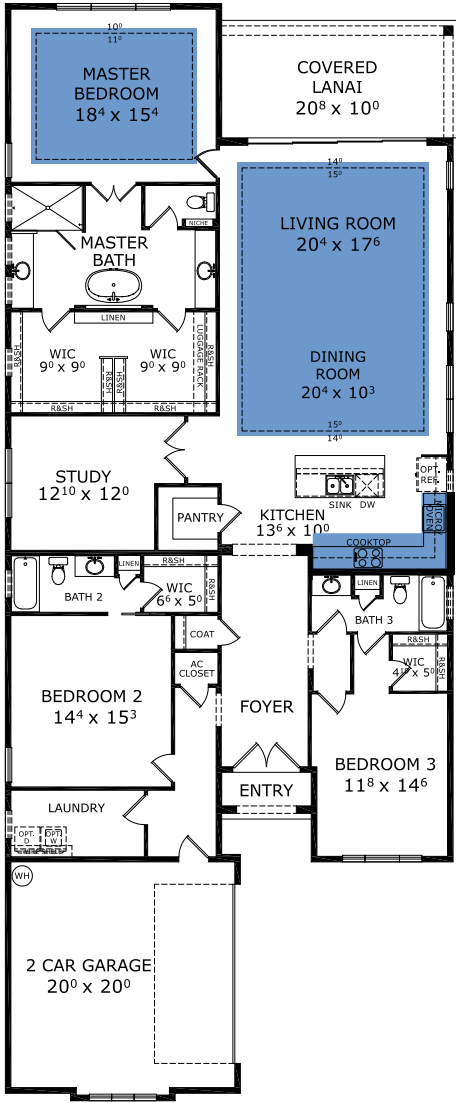 10⁰
11⁰
MASTER
BEDROOM
18⁴ x 15⁴
COVERED
LANAI
20⁸ x 10⁰
14⁰
15⁰
NICHE
LIVING ROOM
20⁴ x 17⁶
MASTER
BATH
LINEN
WIC
9⁰ x 9⁰
WIC
9⁰ x 9⁰
R&SH
R&SH
R&SH
LUGGAGE RACK
R&SH
R&SH
R&SH
DINING
ROOM
20⁴ x 10³
15⁰
14⁰
STUDY
12¹⁰ x 12⁰
OPT.
REF.
SINK DW
PANTRY
KITCHEN
13⁶ x 10⁰
MICRO
OVEN
COOKTOP
LINEN
R&SH
WIC
6⁶ x 5⁰
R&SH
BATH 2
LINEN
BATH 3
COAT
R&SH
WIC
4¹⁰ x 5⁰
R&SH
AC
CLOSET
BEDROOM 2
14⁴ x 15³
FOYER
BEDROOM 3
11⁸ x 14⁶
ENTRY
LAUNDRY
OPT.
D
OPT.
W
WH
2 CAR GARAGE
20⁰ x 20⁰